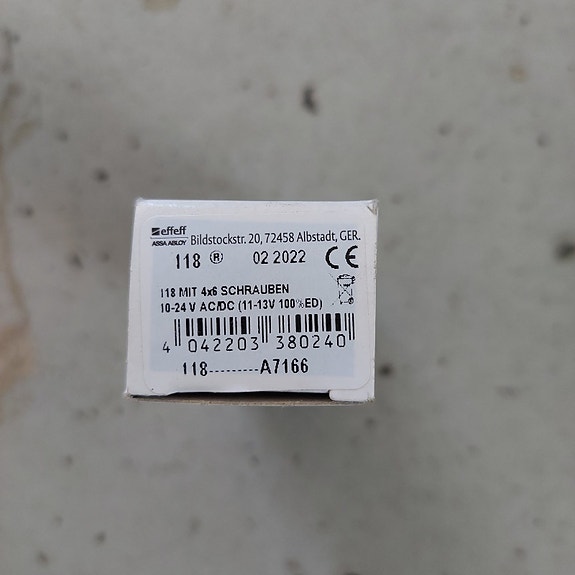 effeff
ASSA ABLOY Bildstockstr. 20, 72458 Albstadt, GER.
118 ® 02 2022 CE
118 MIT 4x6 SCHRAUBEN
10-24 V AC/DC (11-13V 100%ED)
4 042203 380240
118---------A7166